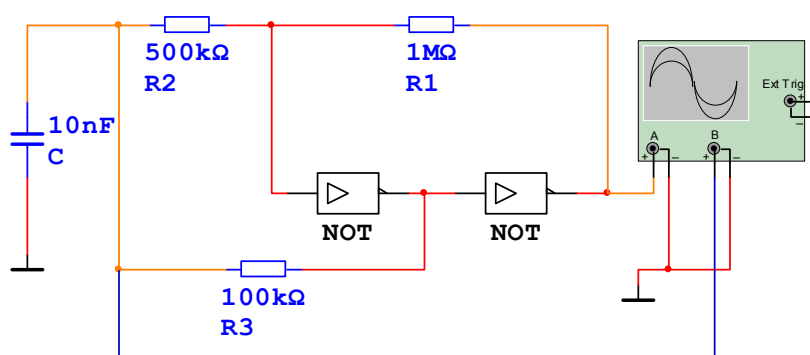 500kΩ
R2
1MΩ
R1
10nF
C
Ext Trig
+
−
A
B
+
−
+
−
NOT
NOT
100kΩ
R3